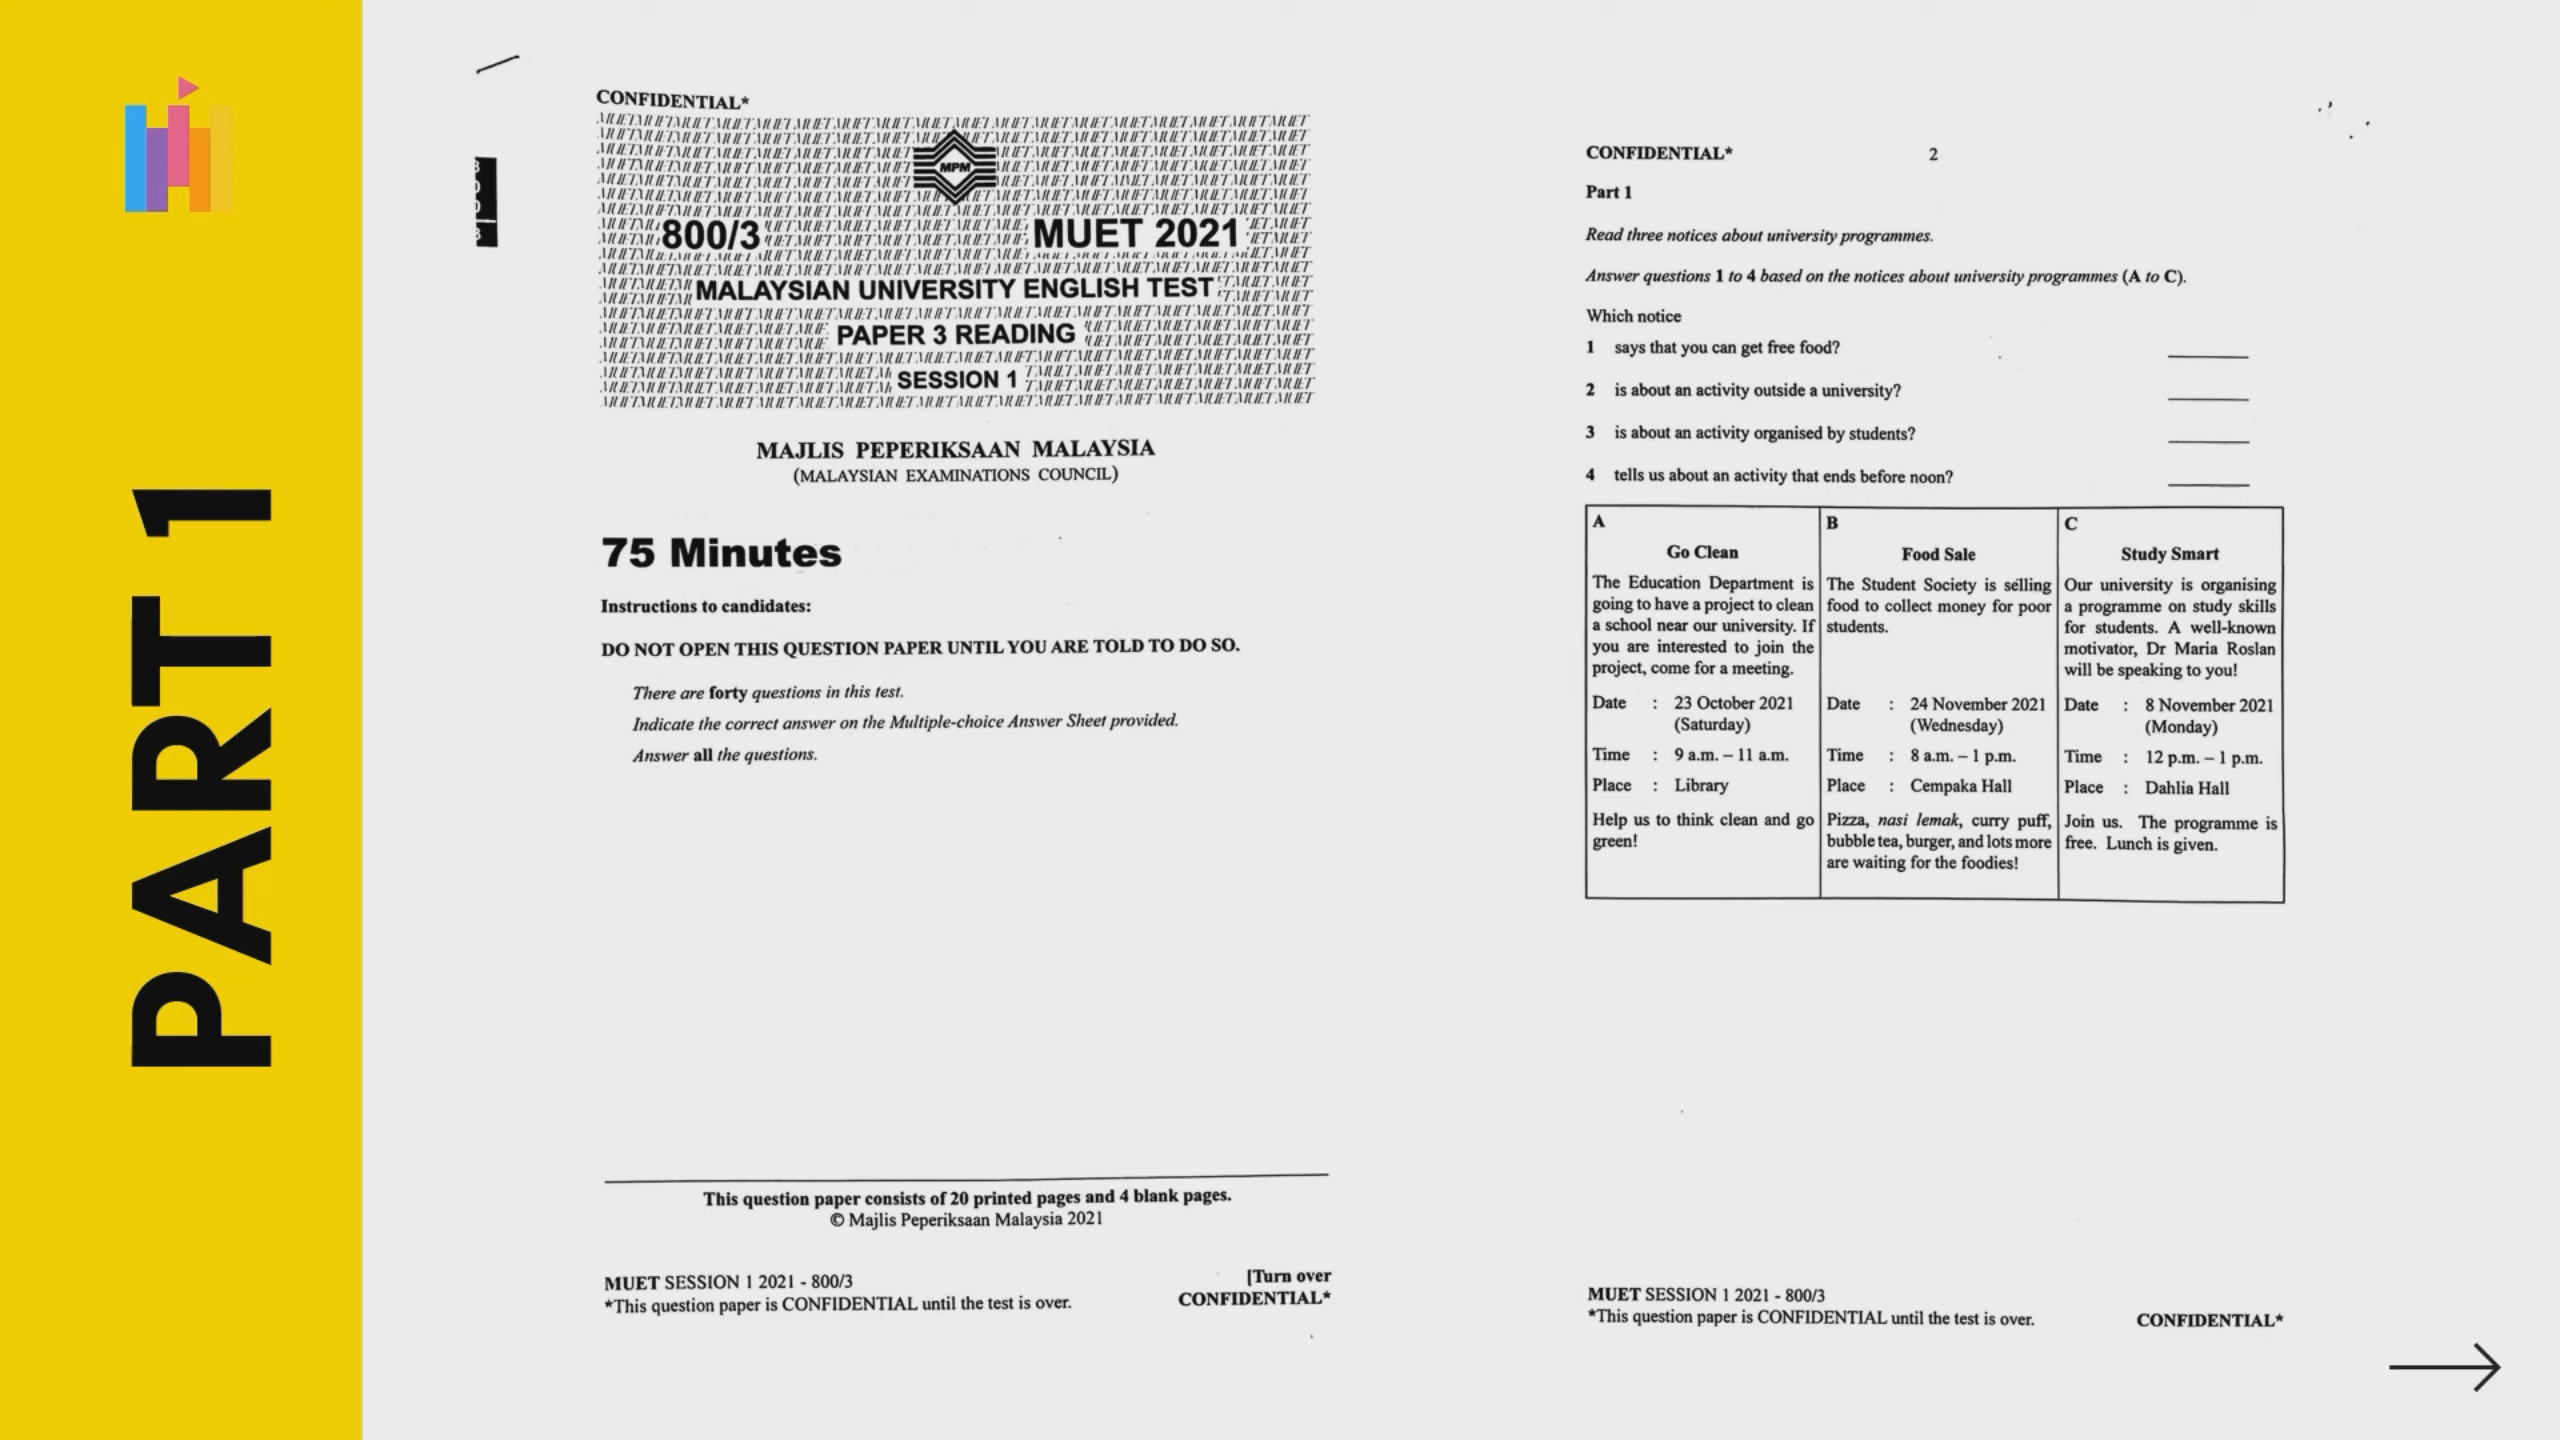 PART 1
CONFIDENTIAL*
MPM
800/3 MUET 2021
MALAYSIAN UNIVERSITY ENGLISH TEST
PAPER 3 READING
SESSION 1
MAJLIS PEPERIKSAAN MALAYSIA
(MALAYSIAN EXAMINATIONS COUNCIL)
75 Minutes
Instructions to candidates:
DO NOT OPEN THIS QUESTION PAPER UNTIL YOU ARE TOLD TO DO SO.
There are forty questions in this test.
Indicate the correct answer on the Multiple-choice Answer Sheet provided.
Answer all the questions.
This question paper consists of 20 printed pages and 4 blank pages.
© Majlis Peperiksaan Malaysia 2021
MUET SESSION 1 2021 - 800/3
*This question paper is CONFIDENTIAL until the test is over.
[Turn over
CONFIDENTIAL*
CONFIDENTIAL* 2
Part 1
Read three notices about university programmes.
Answer questions 1 to 4 based on the notices about university programmes (A to C).
Which notice
1 says that you can get free food?
2 is about an activity outside a university?
3 is about an activity organised by students?
4 tells us about an activity that ends before noon?
A
Go Clean
The Education Department is
going to have a project to clean
a school near our university. If
you are interested to join the
project, come for a meeting.
Date : 23 October 2021
(Saturday)
Time : 9 a.m. – 11 a.m.
Place : Library
Help us to think clean and go
green!
B
Food Sale
The Student Society is selling
food to collect money for poor
students.
Date : 24 November 2021
(Wednesday)
Time : 8 a.m. – 1 p.m.
Place : Cempaka Hall
Pizza, nasi lemak, curry puff,
bubble tea, burger, and lots more
are waiting for the foodies!
C
Study Smart
Our university is organising
a programme on study skills
for students. A well-known
motivator, Dr Maria Roslan
will be speaking to you!
Date : 8 November 2021
(Monday)
Time : 12 p.m. – 1 p.m.
Place : Dahlia Hall
Join us. The programme is
free. Lunch is given.
MUET SESSION 1 2021 - 800/3
*This question paper is CONFIDENTIAL until the test is over.
CONFIDENTIAL*